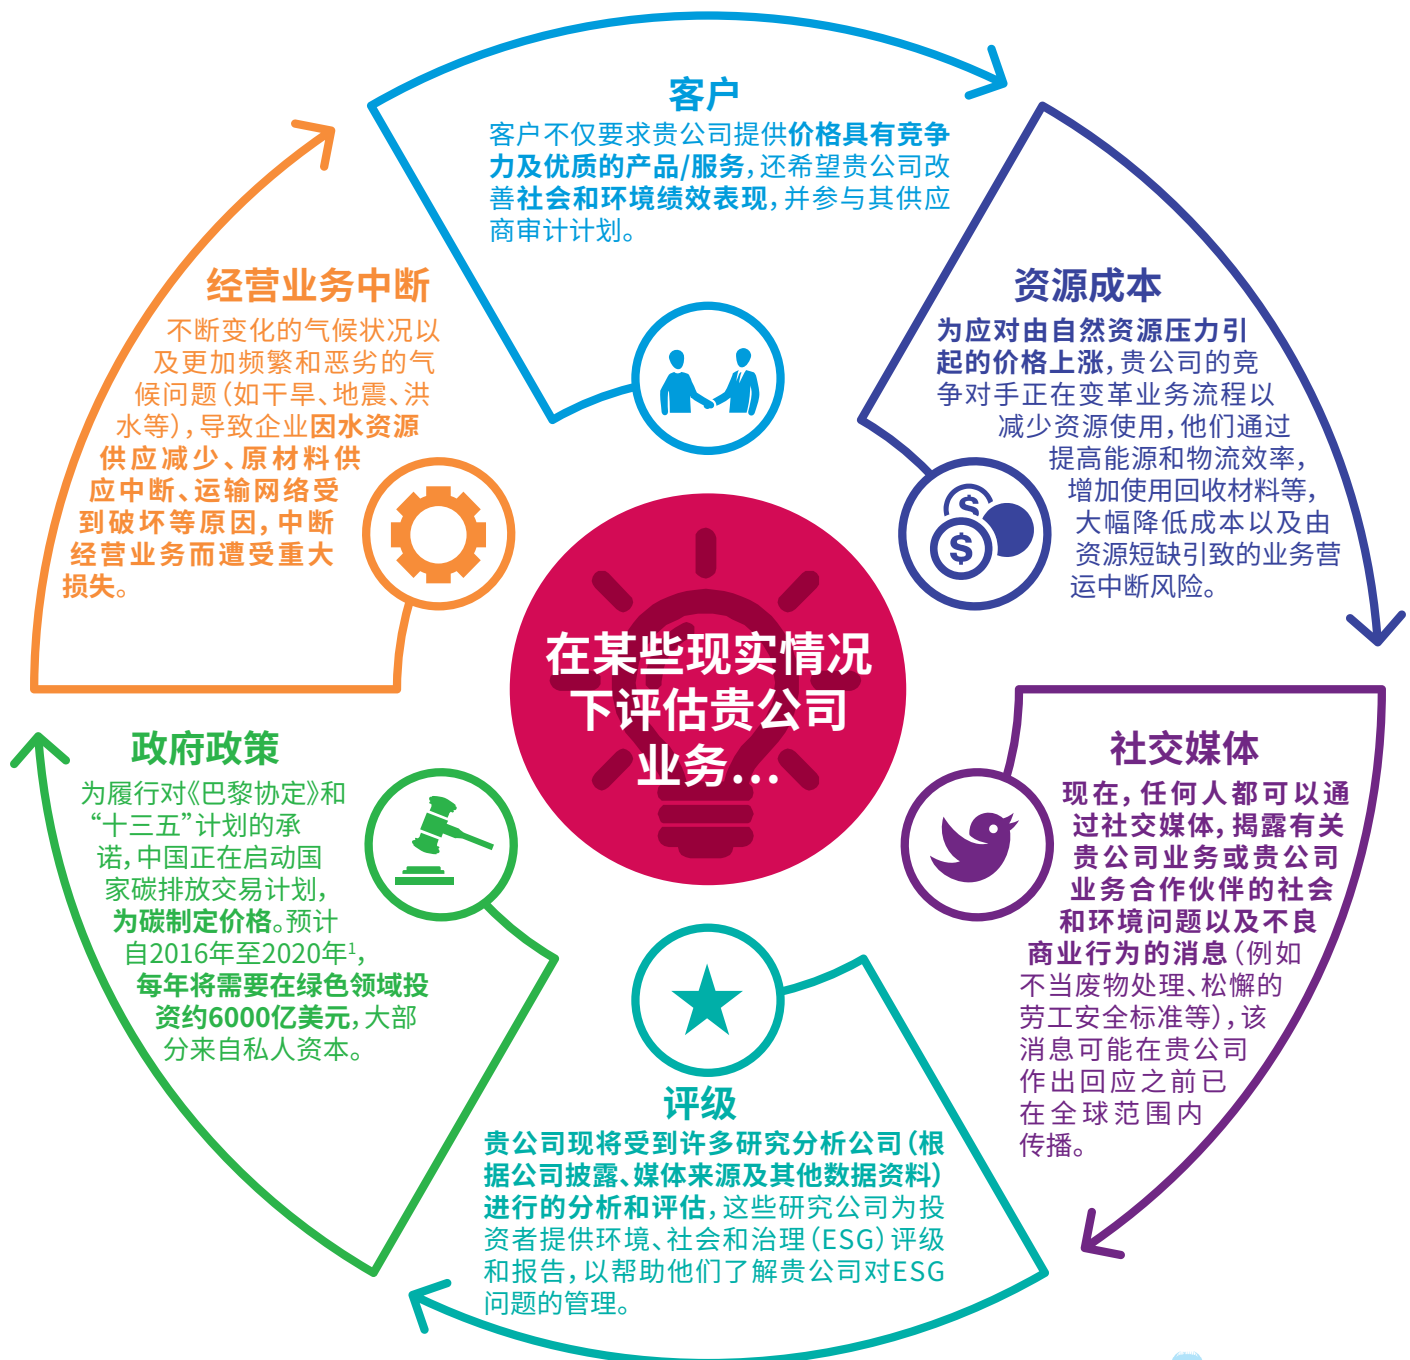 客户
客户不仅要求贵公司提供价格具有竞争
力及优质的产品/服务，还希望贵公司改
善社会和环境绩效表现，并参与其供应
商审计计划。
资源成本
为应对由自然资源压力引
起的价格上涨，贵公司的竞
争对手正在变革业务流程以
减少资源使用，他们通过
提高能源和物流效率，
增加使用回收材料等，
大幅降低成本以及由
资源短缺引致的业务营
运中断风险。
社交媒体
现在，任何人都可以通
过社交媒体，揭露有关
贵公司业务或贵公司
业务合作伙伴的社会
和环境问题以及不良
商业行为的消息（例如
不当废物处理、松懈的
劳工安全标准等），该
消息可能在贵公司
作出回应之前已
在全球范围内
传播。
评级
贵公司现将受到许多研究分析公司（根
据公司披露、媒体来源及其他数据资料）
进行的分析和评估，这些研究公司为投
资者提供环境、社会和治理（ESG）评级
和报告，以帮助他们了解贵公司对ESG
问题的管理。
政府政策
为履行对《巴黎协定》和
“十三五”计划的承
诺，中国正在启动国
家碳排放交易计划，
为碳制定价格。预计
自2016年至2020年¹，
每年将需要在绿色领域投
资约6000亿美元，大部
分来自私人资本。
经营业务中断
不断变化的气候状况以
及更加频繁和恶劣的气
候问题（如干旱、地震、洪
水等），导致企业因水资源
供应减少、原材料供
应中断、运输网络受
到破坏等原因，中断
经营业务而遭受重大
损失。
在某些现实情况
下评估贵公司
业务...
$
$